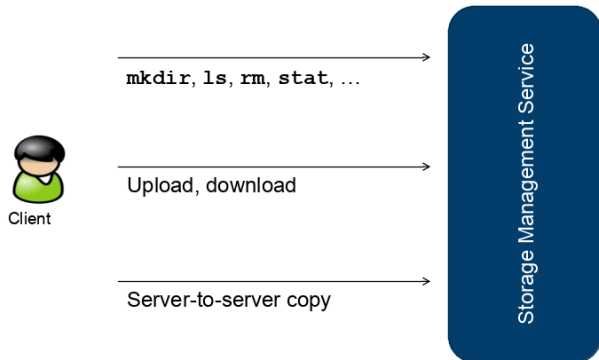 mkdir, ls, rm, stat, …
Upload, download
Client
Server-to-server copy
Storage Management Service